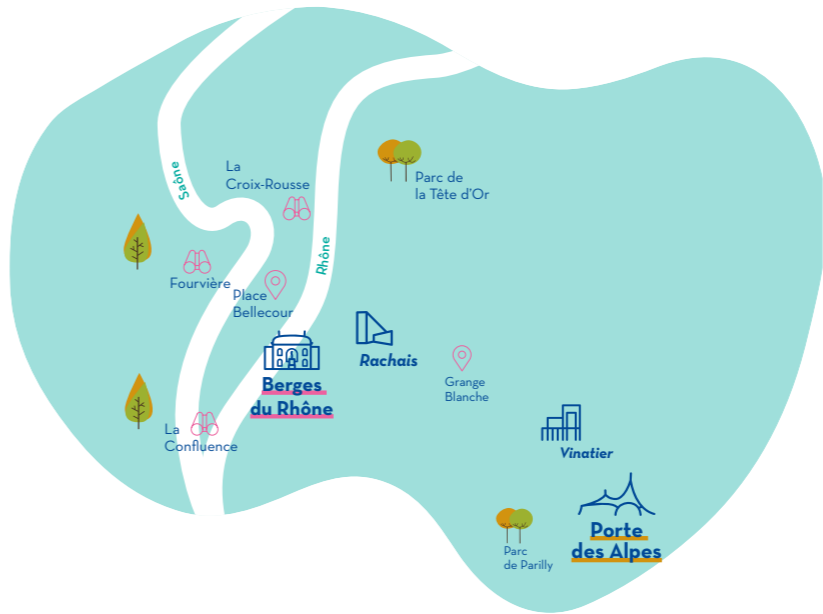 La
Croix-Rousse
Saône
Parc de
la Tête d'Or
Rhône
Fourvière
Place
Bellecour
Rachais
Grange
Blanche
Berges
du Rhône
La
Confluence
Vinatier
Porte
des Alpes
Parc
de Parilly